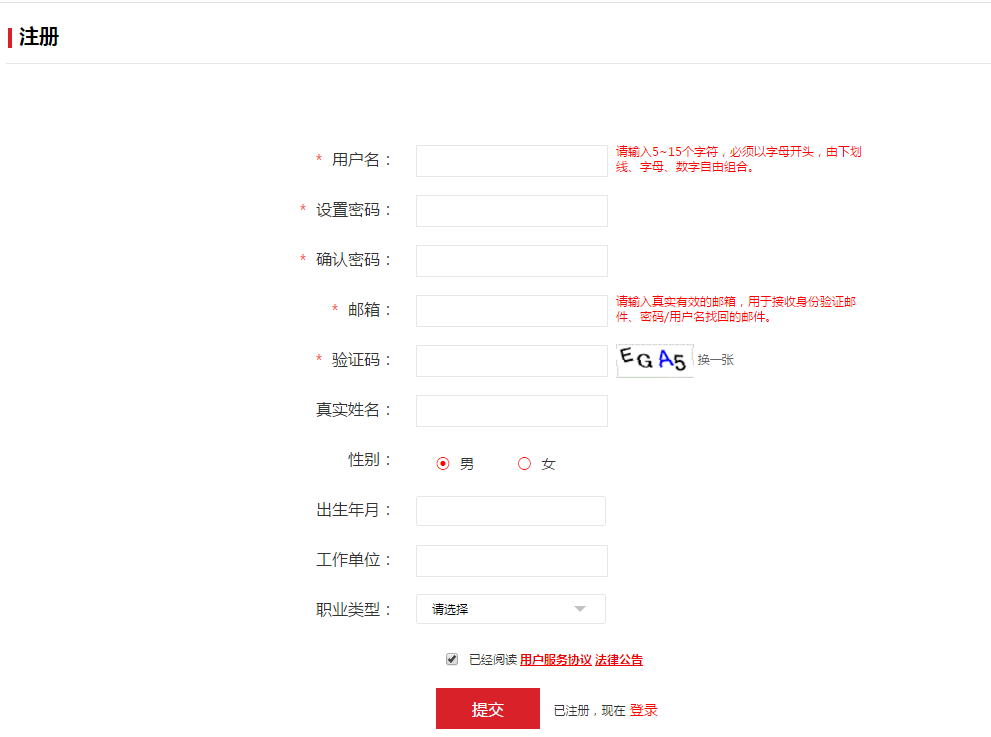 注册
* 用户名：
请输入5~15个字符，必须以字母开头，由下划
线、字母、数字自由组合。
* 设置密码：
* 确认密码：
* 邮箱：
请输入真实有效的邮箱，用于接收身份验证邮
件、密码/用户名找回的邮件。
* 验证码：
EGA5 换一张
真实姓名：
性别：
男 女
出生年月：
工作单位：
职业类型：
请选择
已经阅读 用户服务协议 法律公告
提交 已注册，现在 登录